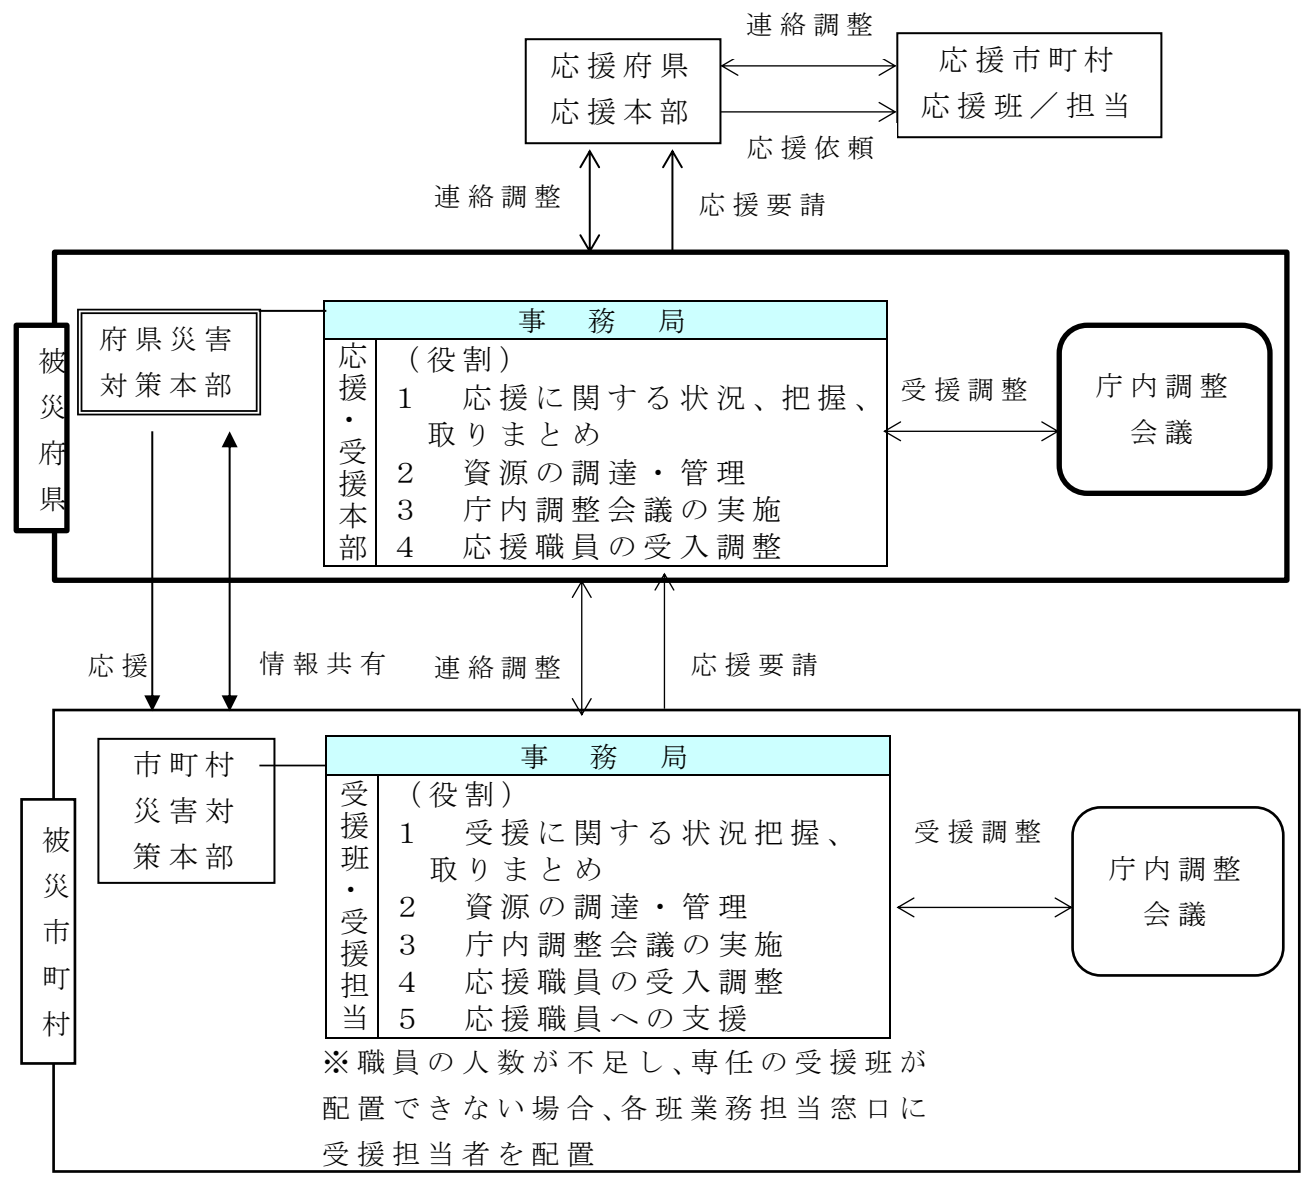 連絡調整
応援府県
応援本部
応援市町村
応援班／担当
応援依頼
連絡調整
応援要請
被災府県
府県災害
対策本部
事務局
応援・受援本部
（役割）
１　応援に関する状況、把握、
取りまとめ
２　資源の調達・管理
３　庁内調整会議の実施
４　応援職員の受入調整
受援調整
庁内調整
会議
応援
情報共有
連絡調整
応援要請
被災市町村
市町村
災害対
策本部
事務局
受援班・受援担当
（役割）
１　受援に関する状況把握、
取りまとめ
２　資源の調達・管理
３　庁内調整会議の実施
４　応援職員の受入調整
５　応援職員への支援
受援調整
庁内調整
会議
※職員の人数が不足し、専任の受援班が
配置できない場合、各班業務担当窓口に
受援担当者を配置